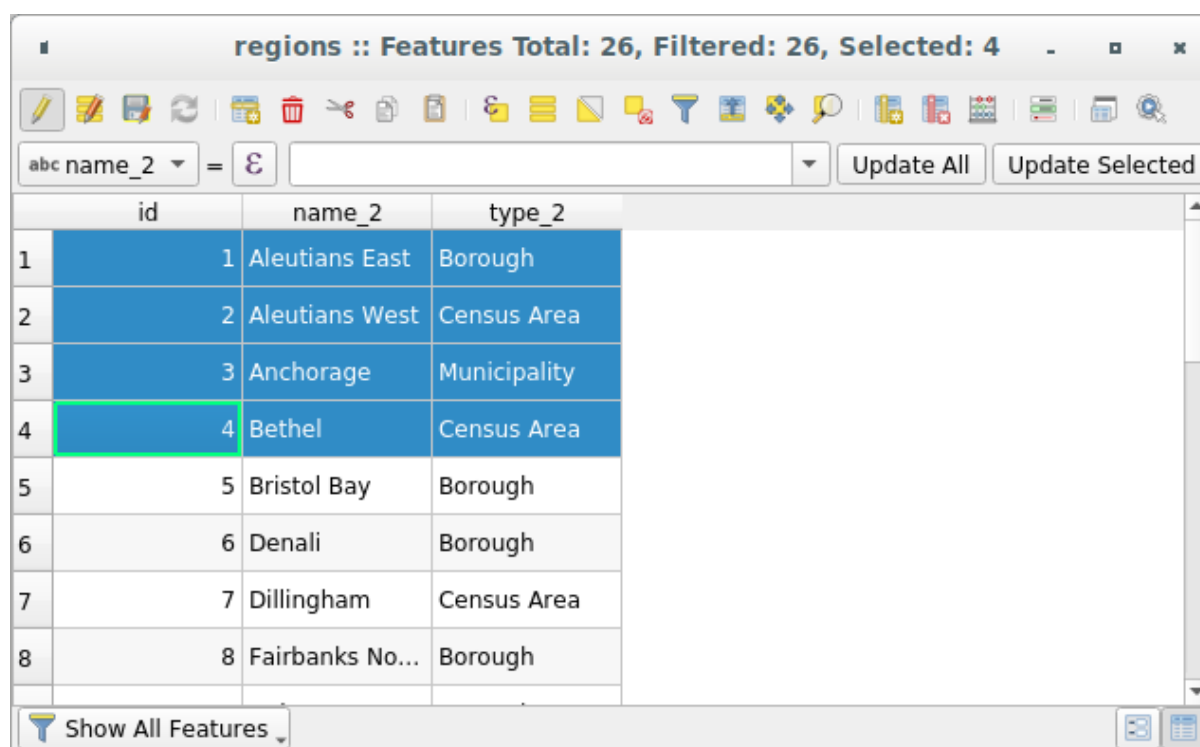 regions :: Features Total: 26, Filtered: 26, Selected: 4
abc name_2 = ε Update All Update Selected
id name_2 type_2
1 1 Aleutians East Borough
2 2 Aleutians West Census Area
3 3 Anchorage Municipality
4 4 Bethel Census Area
5 5 Bristol Bay Borough
6 6 Denali Borough
7 7 Dillingham Census Area
8 8 Fairbanks No... Borough
Show All Features